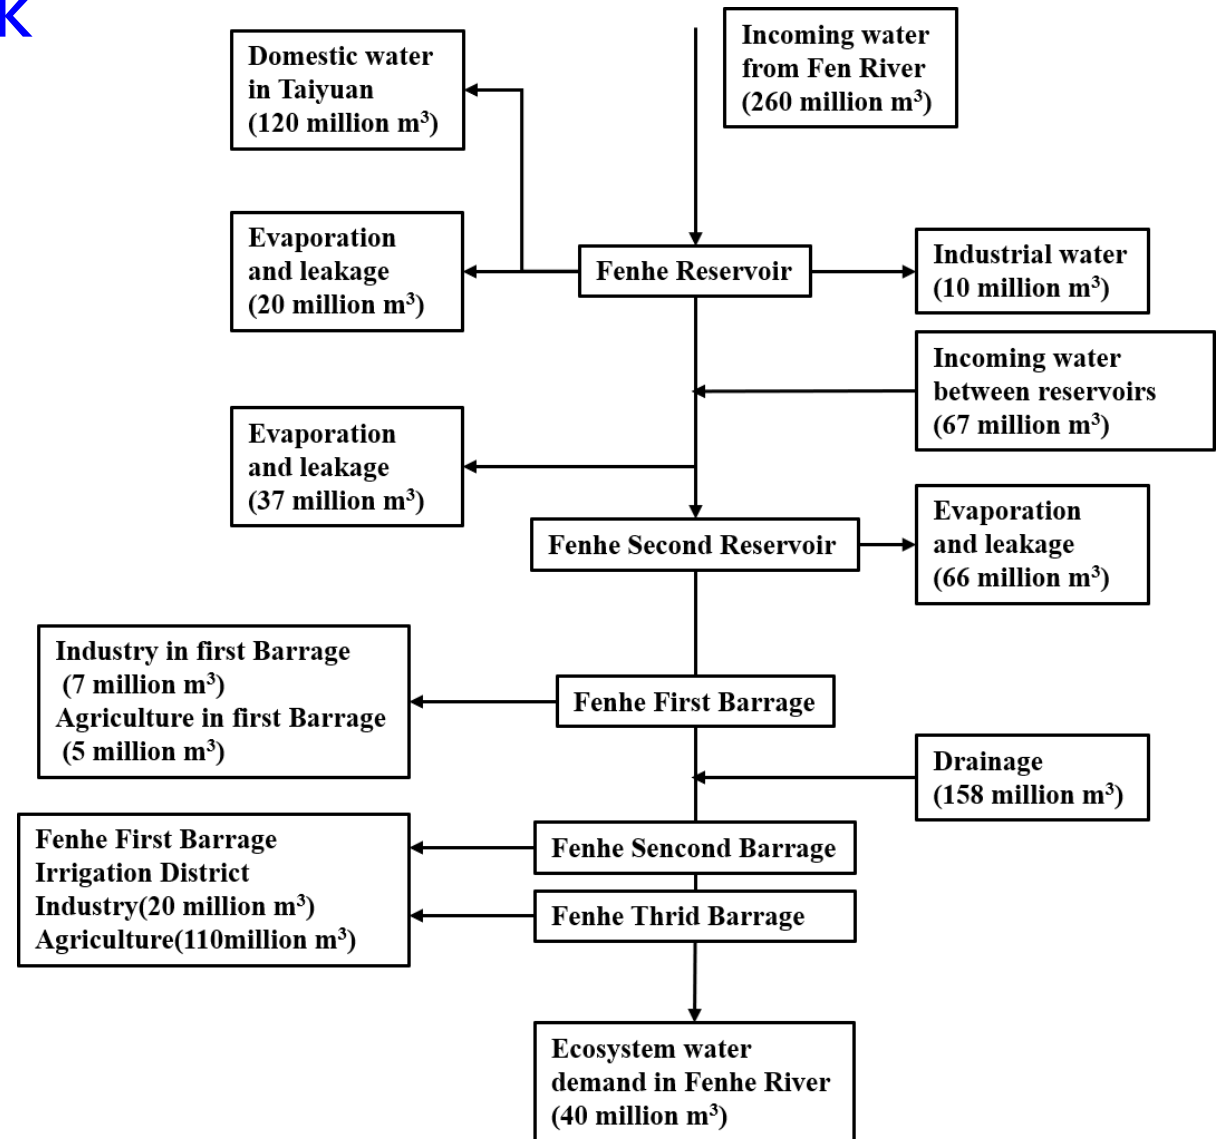 k
Incoming water
from Fen River
(260 million m³)
Domestic water
in Taiyuan
(120 million m³)
Evaporation
and leakage
(20 million m³)
Fenhe Reservoir
Industrial water
(10 million m³)
Incoming water
between reservoirs
(67 million m³)
Evaporation
and leakage
(37 million m³)
Fenhe Second Reservoir
Evaporation
and leakage
(66 million m³)
Industry in first Barrage
(7 million m³)
Agriculture in first Barrage
(5 million m³)
Fenhe First Barrage
Drainage
(158 million m³)
Fenhe First Barrage
Irrigation District
Industry(20 million m³)
Agriculture(110million m³)
Fenhe Sencond Barrage
Fenhe Thrid Barrage
Ecosystem water
demand in Fenhe River
(40 million m³)